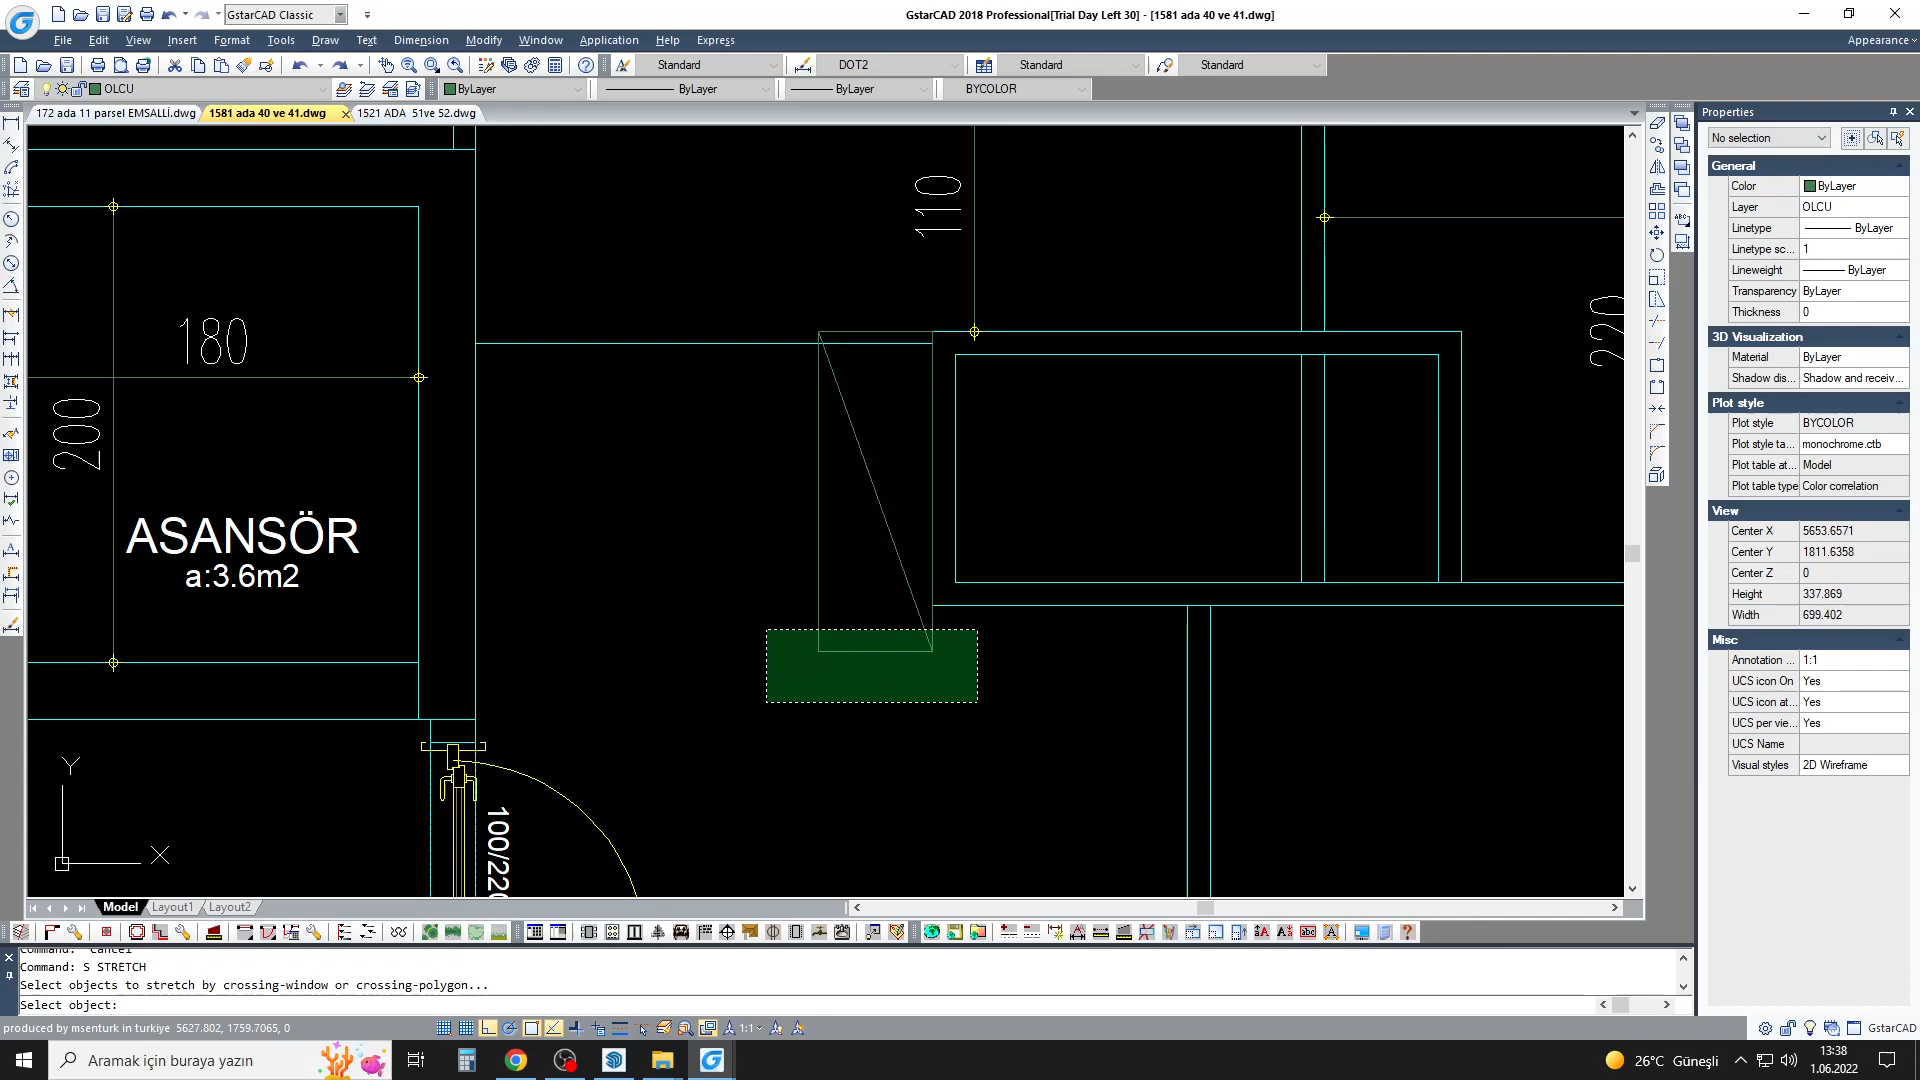 GstarCAD Classic
GstarCAD 2018 Professional[Trial Day Left 30] - [1581 ada 40 ve 41.dwg]
File Edit View Insert Format Tools Draw Text Dimension Modify Window Application Help Express
Appearance
Standard DOT2 Standard Standard
OLCU ByLayer ByLayer ByLayer BYCOLOR
172 ada 11 parsel EMSALLİ.dwg 1581 ada 40 ve 41.dwg 1521 ADA 51ve 52.dwg
110
180
200
220
ASANSÖR
a:3.6m2
Y
X
100/220
Properties
No selection
General
Color ByLayer
Layer OLCU
Linetype ByLayer
Linetype sc... 1
Lineweight ByLayer
Transparency ByLayer
Thickness 0
3D Visualization
Material ByLayer
Shadow dis... Shadow and receiv...
Plot style
Plot style BYCOLOR
Plot style ta... monochrome.ctb
Plot table at... Model
Plot table type Color correlation
View
Center X 5653.6571
Center Y 1811.6358
Center Z 0
Height 337.869
Width 699.402
Misc
Annotation ... 1:1
UCS icon On Yes
UCS icon at... Yes
UCS per vie... Yes
UCS Name
Visual styles 2D Wireframe
Model Layout1 Layout2
Command: *Cancel*
Command: S STRETCH
Select objects to stretch by crossing-window or crossing-polygon...
Select object:
produced by msenturk in turkiye 5627.802, 1759.7065, 0
1:1
GstarCAD
Aramak için buraya yazın
26°C Güneşli
13:38
1.06.2022